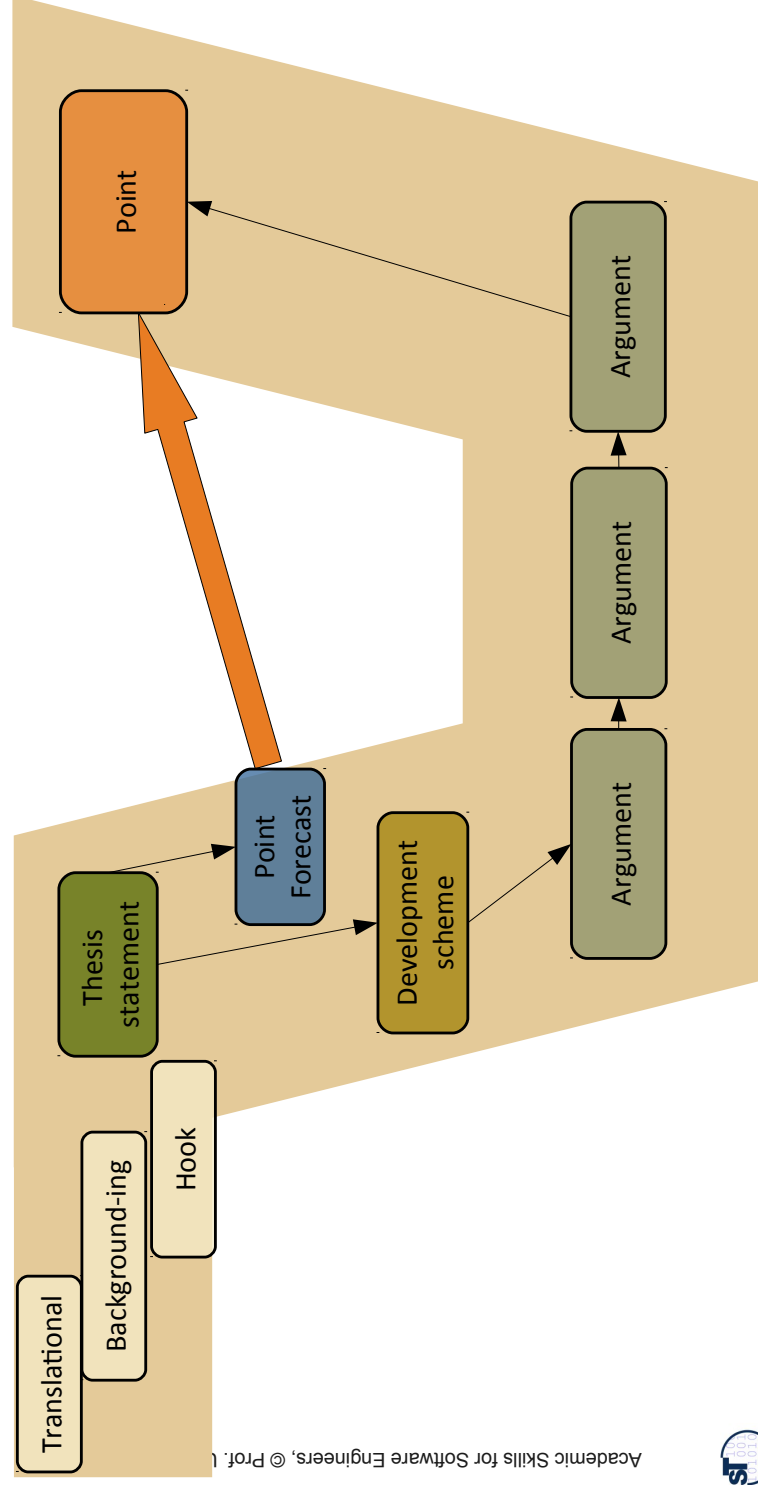 Translational
Background-ing
Hook
Thesis
statement
Point
Forecast
Development
scheme
Argument
Argument
Argument
Point
Academic Skills for Software Engineers, © Prof.
ST